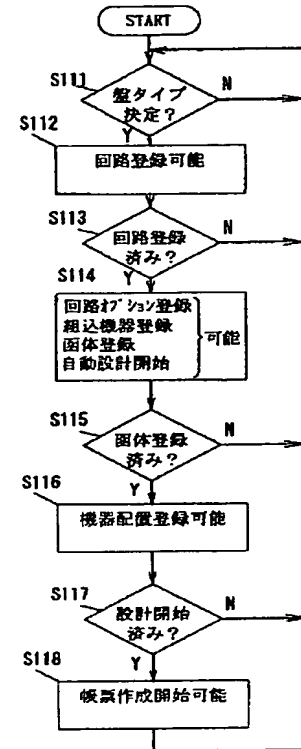 START
S111
盤タイプ
決定?
N
Y
S112
回路登録可能
S113
回路登録
済み?
N
Y
S114
回路オプション登録
組込機器登録
函体登録
自動設計開始
可能
S115
函体登録
済み?
N
Y
S116
機器配置登録可能
S117
設計開始
済み?
N
Y
S118
帳票作成開始可能